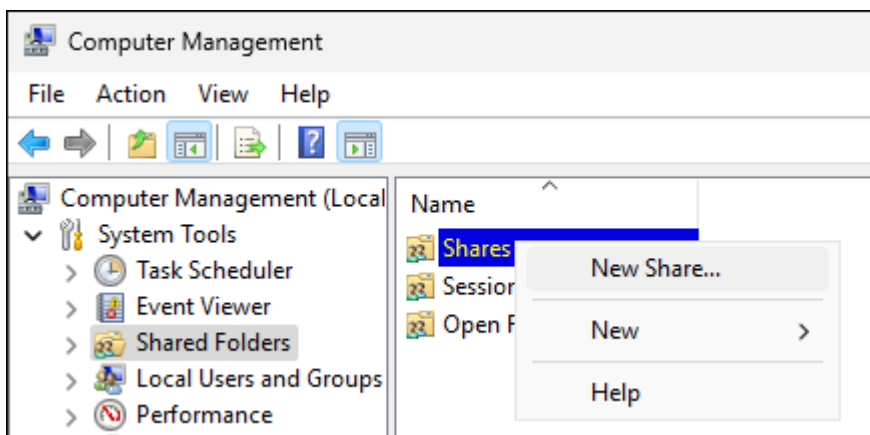 Computer Management
File Action View Help
Computer Management (Local
System Tools
Task Scheduler
Event Viewer
Shared Folders
Local Users and Groups
Performance
Name
Shares
Session
Open F
New Share...
New
Help